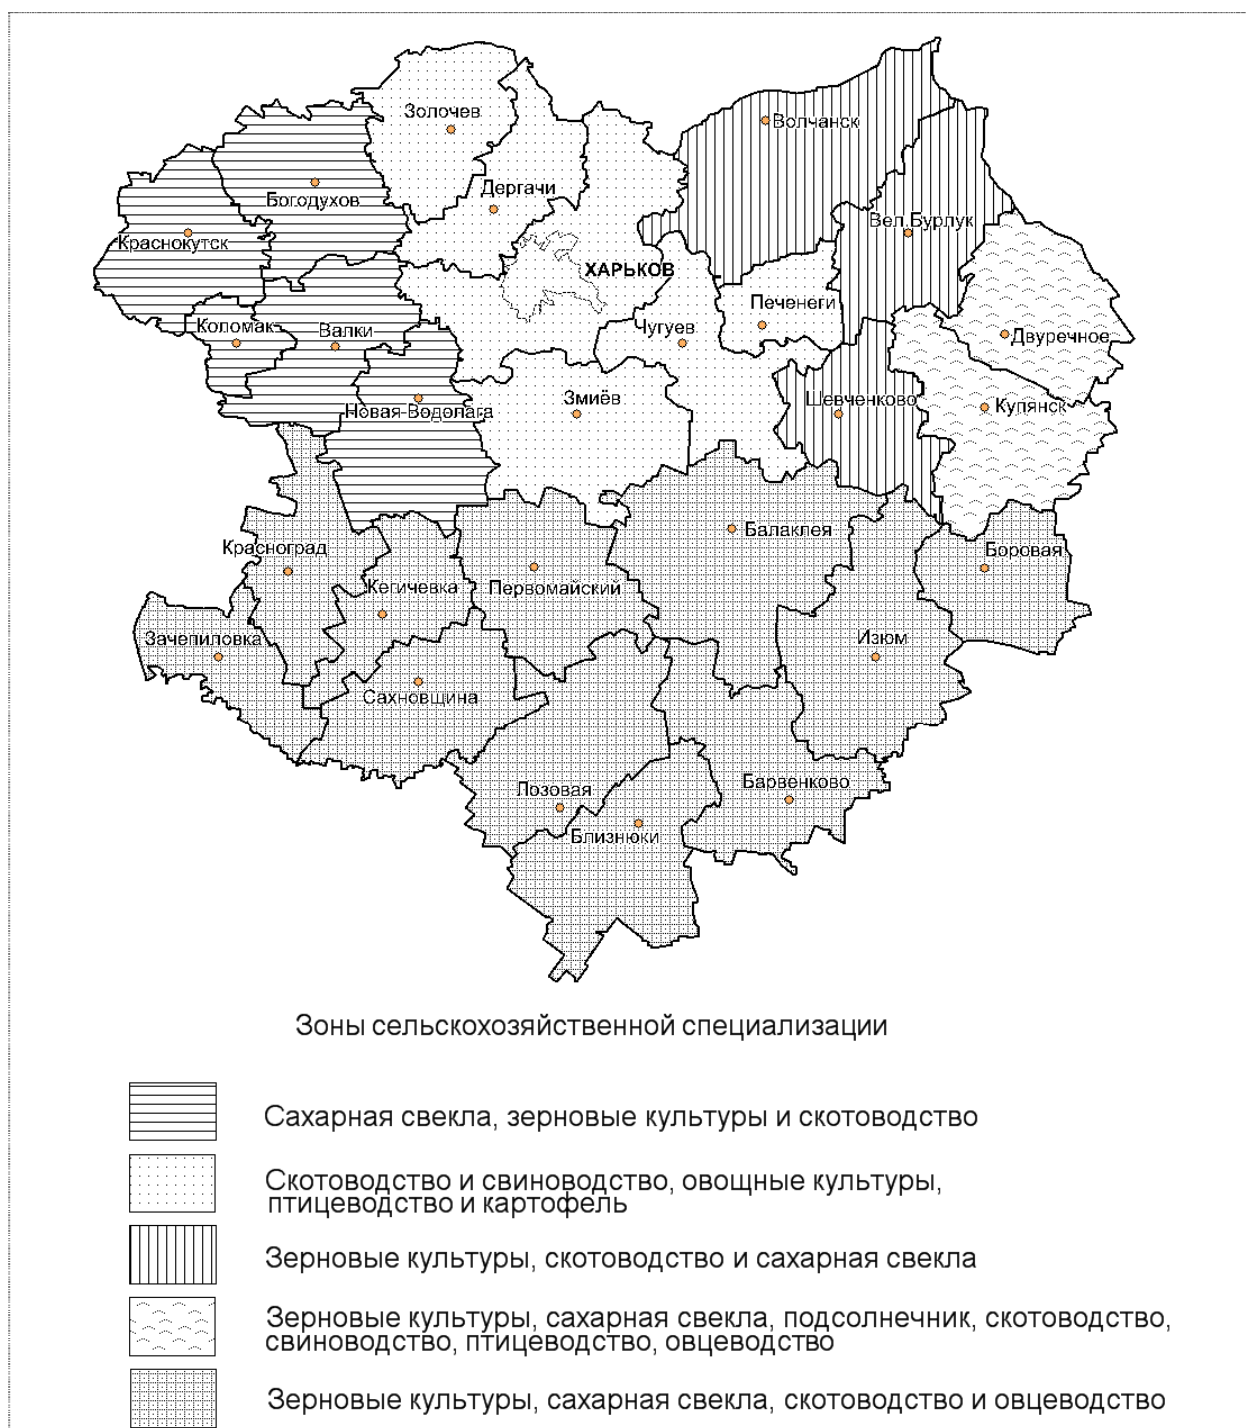 Золочев
Волчанск
Дергачи
Богодухов
Краснокутск
Вел.Бурлук
ХАРЬКОВ
Печенеги
Коломак
Валки
Чугуев
Двуречное
Новая Водолага
Змиёв
Шевченково
Купянск
Балаклея
Красноград
Боровая
Кегичевка
Первомайский
Зачепиловка
Изюм
Сахновщина
Лозовая
Барвенково
Близнюки
Зоны сельскохозяйственной специализации
Сахарная свекла, зерновые культуры и скотоводство
Скотоводство и свиноводство, овощные культуры,
птицеводство и картофель
Зерновые культуры, скотоводство и сахарная свекла
Зерновые культуры, сахарная свекла, подсолнечник, скотоводство,
свиноводство, птицеводство, овцеводство
Зерновые культуры, сахарная свекла, скотоводство и овцеводство